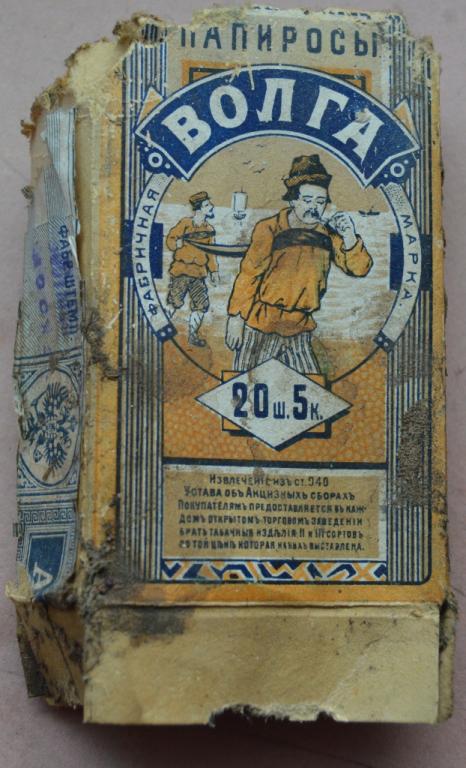 ПАПИРОСЫ
ВОЛГА
ФАБРИЧНАЯ
МАРКА.
20 ш. 5 к.
ИЗВЛЕЧЕНІЕ ИЗЪ СТ. 940
УСТАВА ОБЪ АКЦИЗНЫХЪ СБОРАХЪ
ПОКУПАТЕЛЯМЪ ПРЕДОСТАВЛЯЕТСЯ ВЪ КАЖ-
ДОМЪ ОТКРЫТОМЪ ТОРГОВОМЪ ЗАВЕДЕНІИ
БРАТЬ ТАБАЧНЫЯ ИЗДѢЛІЯ II И III СОРТОВЪ
ПО ТОЙ ЦѢНѢ КОТОРАЯ НА НИХЪ ВЫСТАВЛЕНА.